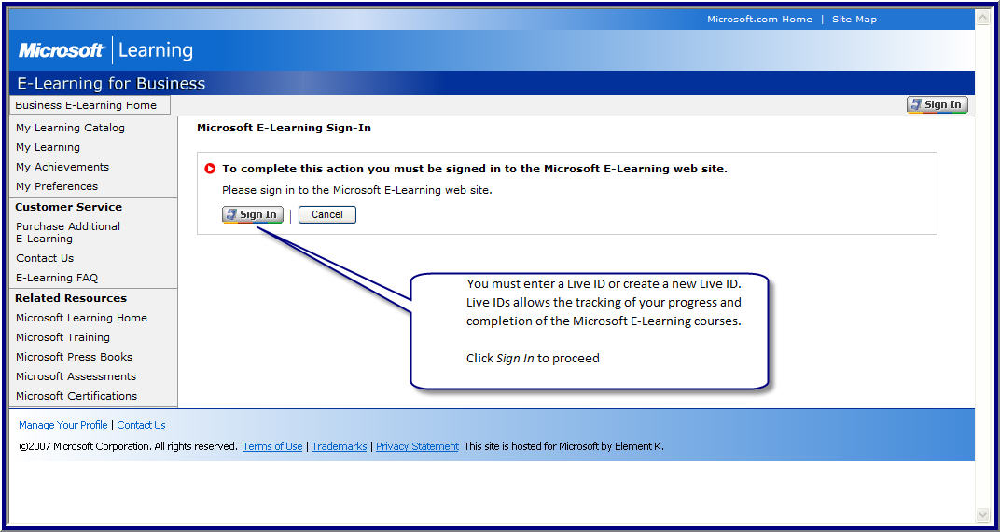 Microsoft.com Home | Site Map
Microsoft | Learning
E-Learning for Business
Business E-Learning Home
Sign In
My Learning Catalog
My Learning
My Achievements
My Preferences
Customer Service
Purchase Additional
E-Learning
Contact Us
E-Learning FAQ
Related Resources
Microsoft Learning Home
Microsoft Training
Microsoft Press Books
Microsoft Assessments
Microsoft Certifications
Microsoft E-Learning Sign-In
To complete this action you must be signed in to the Microsoft E-Learning web site.
Please sign in to the Microsoft E-Learning web site.
Sign In | Cancel
You must enter a Live ID or create a new Live ID.
Live IDs allows the tracking of your progress and
completion of the Microsoft E-Learning courses.
Click Sign In to proceed
Manage Your Profile | Contact Us
©2007 Microsoft Corporation. All rights reserved. Terms of Use | Trademarks | Privacy Statement This site is hosted for Microsoft by Element K.